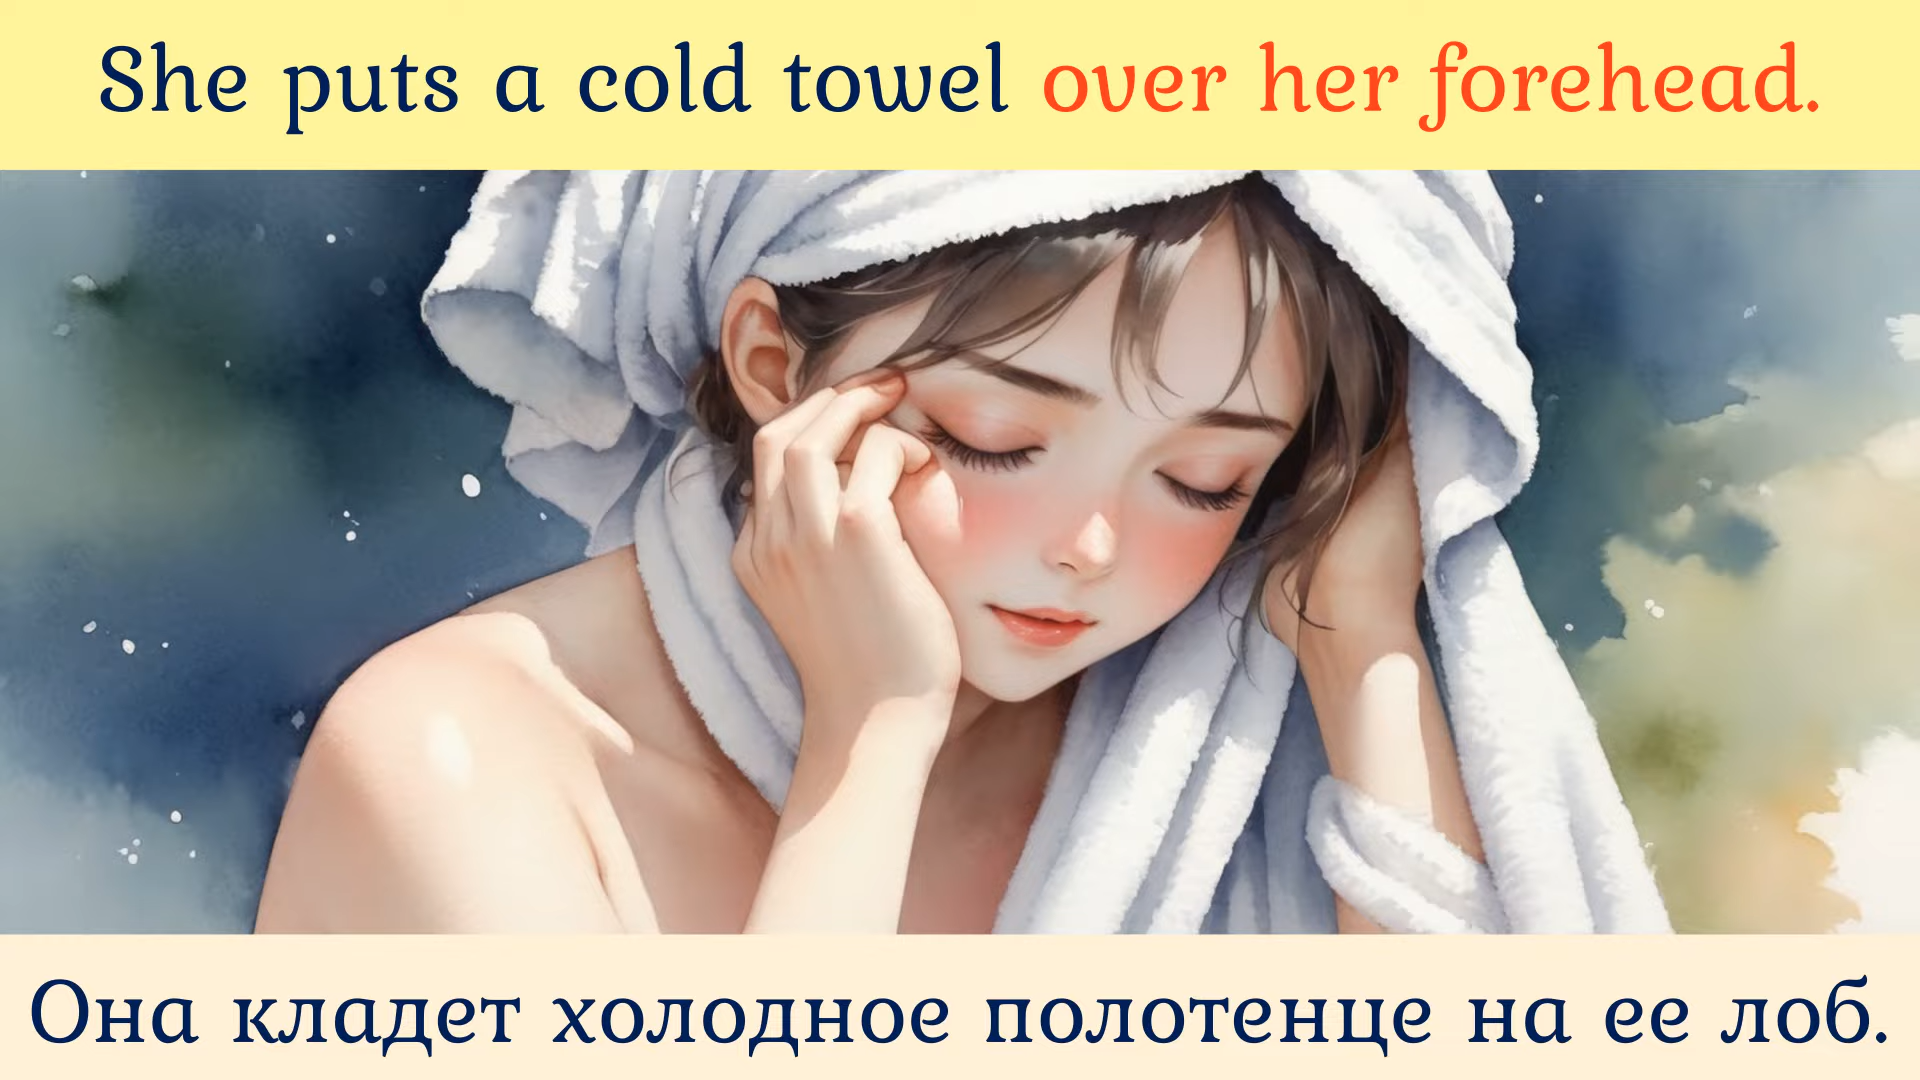 She puts a cold towel over her forehead.
Она кладет холодное полотенце на ее лоб.